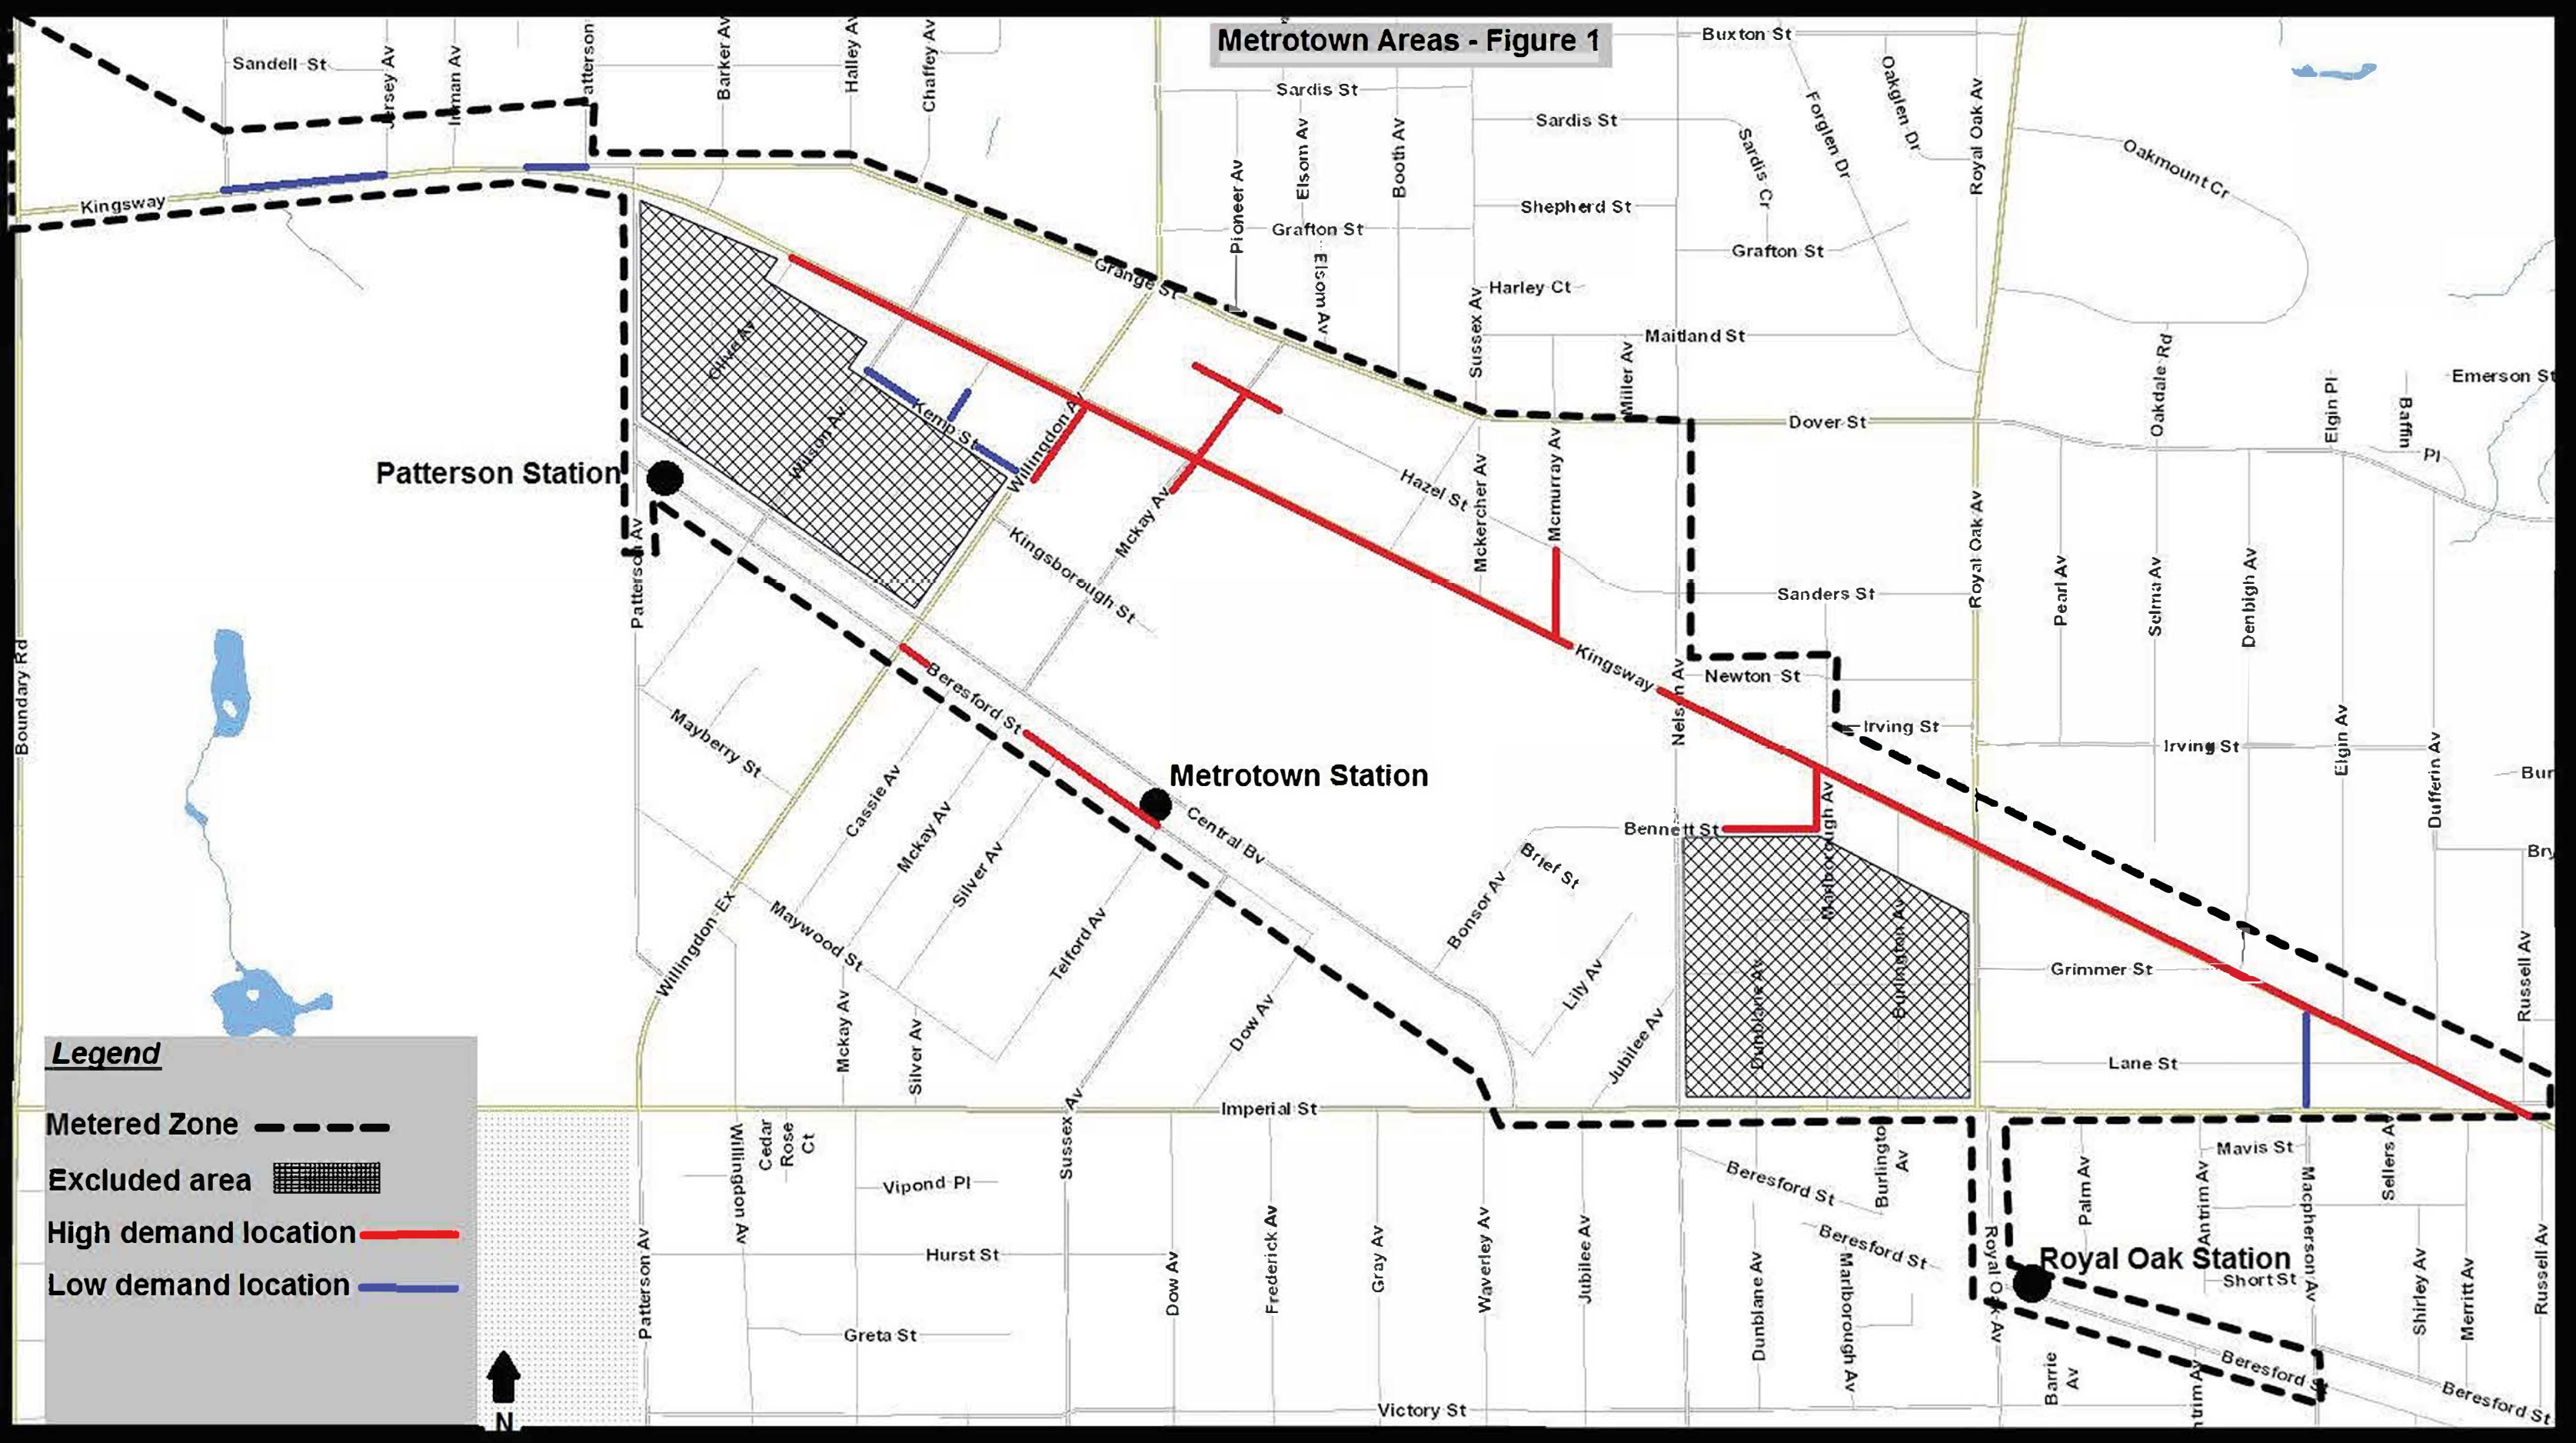 Metrotown Areas - Figure 1
Buxton St
Sandell St
Jersey Av
Inman Av
Patterson
Barker Av
Halley Av
Chaffey Av
Sardis St
Sardis St
Pioneer Av
Elsom Av
Booth Av
Sardis Cr
Forglen Dr
Oakglen Dr
Royal Oak Av
Oakmount Cr
Kingsway
Shepherd St
Grafton St
Grafton St
Elsom Av
Grange St
Harley Ct
Sussex Av
Maitland St
Miller Av
Oakdale Rd
Elgin Pl
Baffin
Pl
Emerson St
Dover St
Olive Av
Wilson Av
Kemp St
Willingdon Av
Patterson Station
Hazel St
Mckercher Av
Mcmurray Av
Mckay Av
Kingsborough St
Patterson Av
Royal Oak Av
Pearl Av
Selma Av
Denbigh Av
Sanders St
Boundary Rd
Kingsway
Nelson Av
Newton St
Irving St
Irving St
Elgin Av
Dufferin Av
Bur
Beresford St
Mayberry St
Metrotown Station
Cassie Av
Mckay Av
Silver Av
Central Bv
Bennett St
Brief St
Bonsor Av
Marlborough Av
Bry
Willingdon Ex
Maywood St
Telford Av
Lily Av
Burlington Av
Dunblane Av
Grimmer St
Russell Av
Dow Av
Jubilee Av
Mckay Av
Silver Av
Lane St
Legend
Metered Zone
Excluded area
High demand location
Low demand location
Sussex Av
Imperial St
Willingdon Av
Cedar
Rose
Ct
Vipond Pl
Hurst St
Greta St
Patterson Av
Dow Av
Frederick Av
Gray Av
Waverley Av
Jubilee Av
Beresford St
Burlingto
Av
Beresford St
Dunblane Av
Marlborough Av
Royal Oak Av
Palm Av
Antrim Av
Mavis St
Macpherson Av
Sellers Av
Royal Oak Station
Short St
Shirley Av
Merritt Av
Russell Av
Barrie
Av
trim Av
Beresford St
Beresford St
Victory St
N